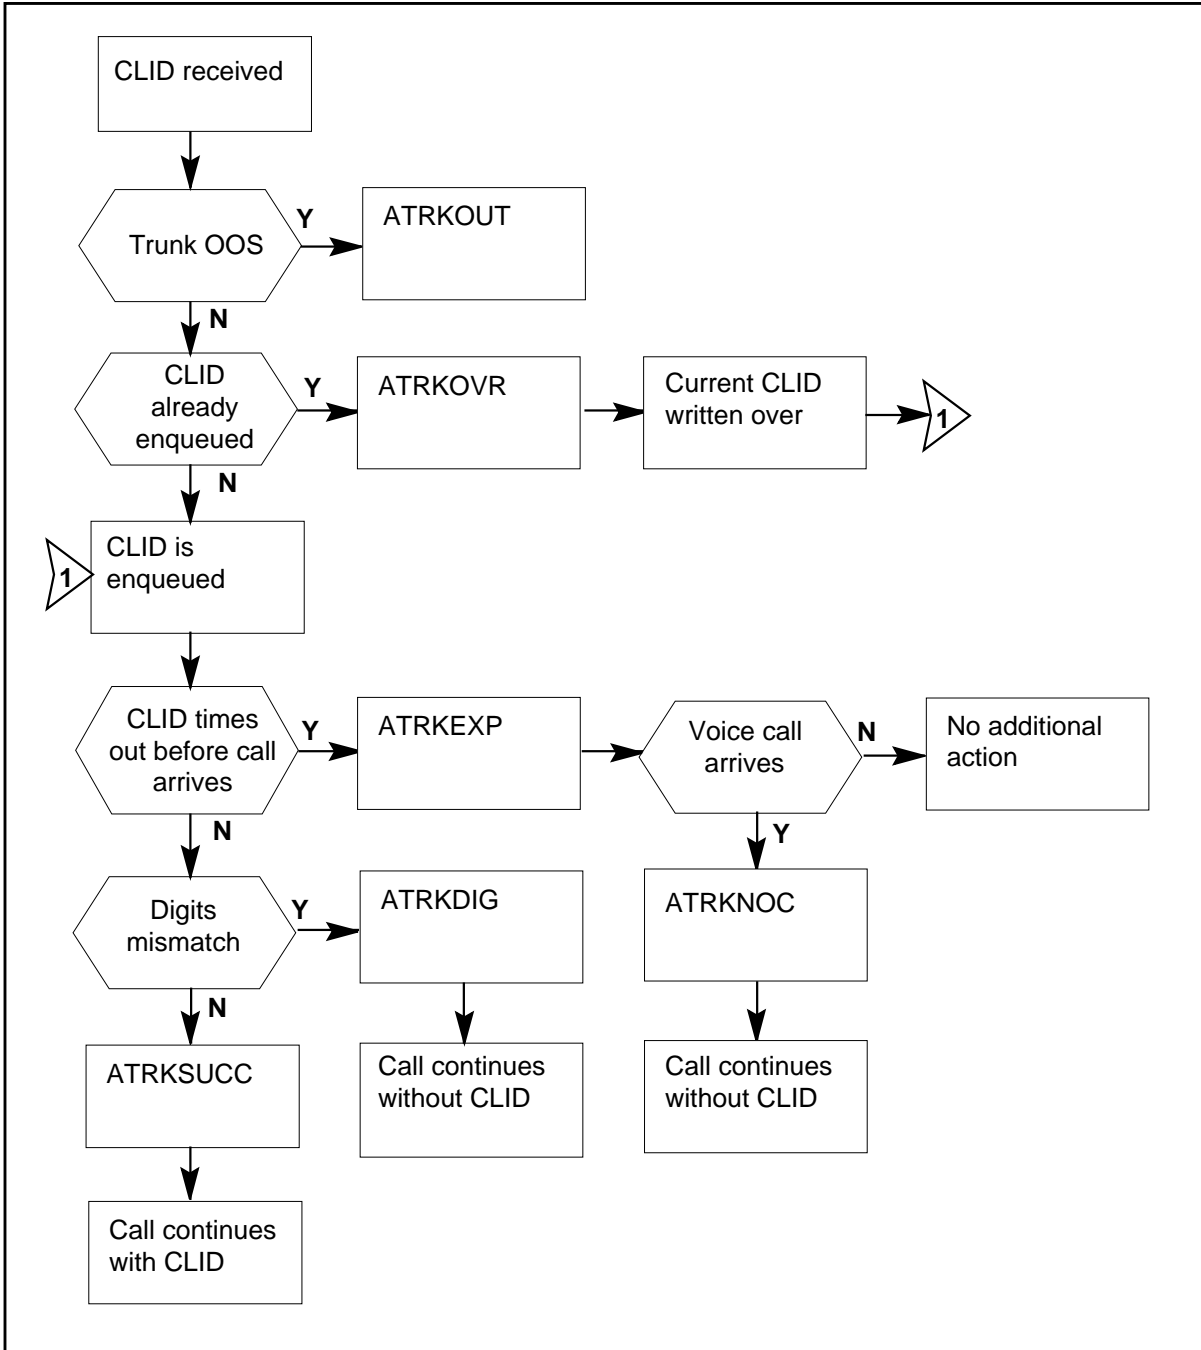 CLID received
Trunk OOS
Y
ATRKOUT
N
CLID
already
enqueued
Y
ATRKOVR
Current CLID
written over
1
N
1
CLID is
enqueued
CLID times
out before call
arrives
Y
ATRKEXP
Voice call
arrives
N
No additional
action
N
Y
Digits
mismatch
Y
ATRKDIG
ATRKNOC
N
ATRKSUCC
Call continues
without CLID
Call continues
without CLID
Call continues
with CLID